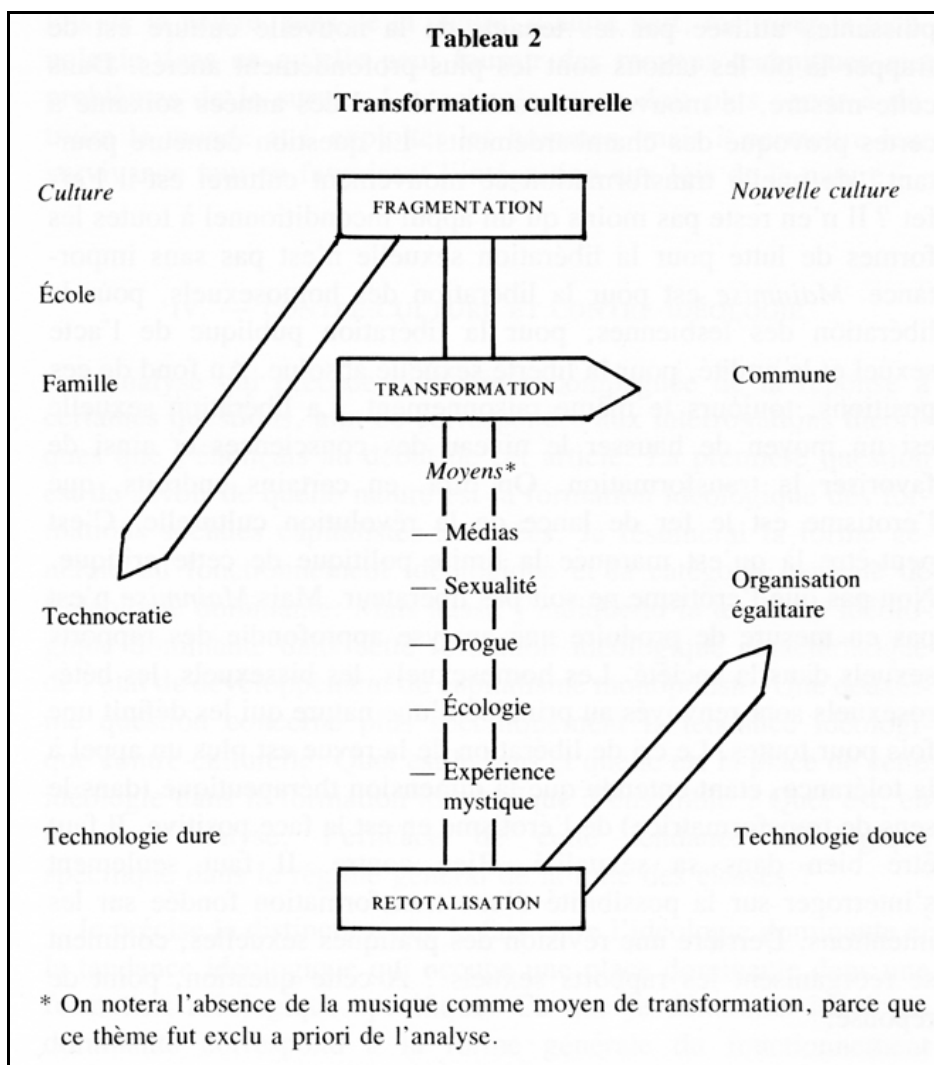 Tableau 2
Transformation culturelle
Culture
FRAGMENTATION
Nouvelle culture
École
Famille
TRANSFORMATION
Commune
Moyens*
— Médias
— Sexualité
Organisation
égalitaire
Technocratie
— Drogue
— Écologie
— Expérience
mystique
Technologie dure
Technologie douce
RETOTALISATION
* On notera l'absence de la musique comme moyen de transformation, parce que
ce thème fut exclu a priori de l'analyse.